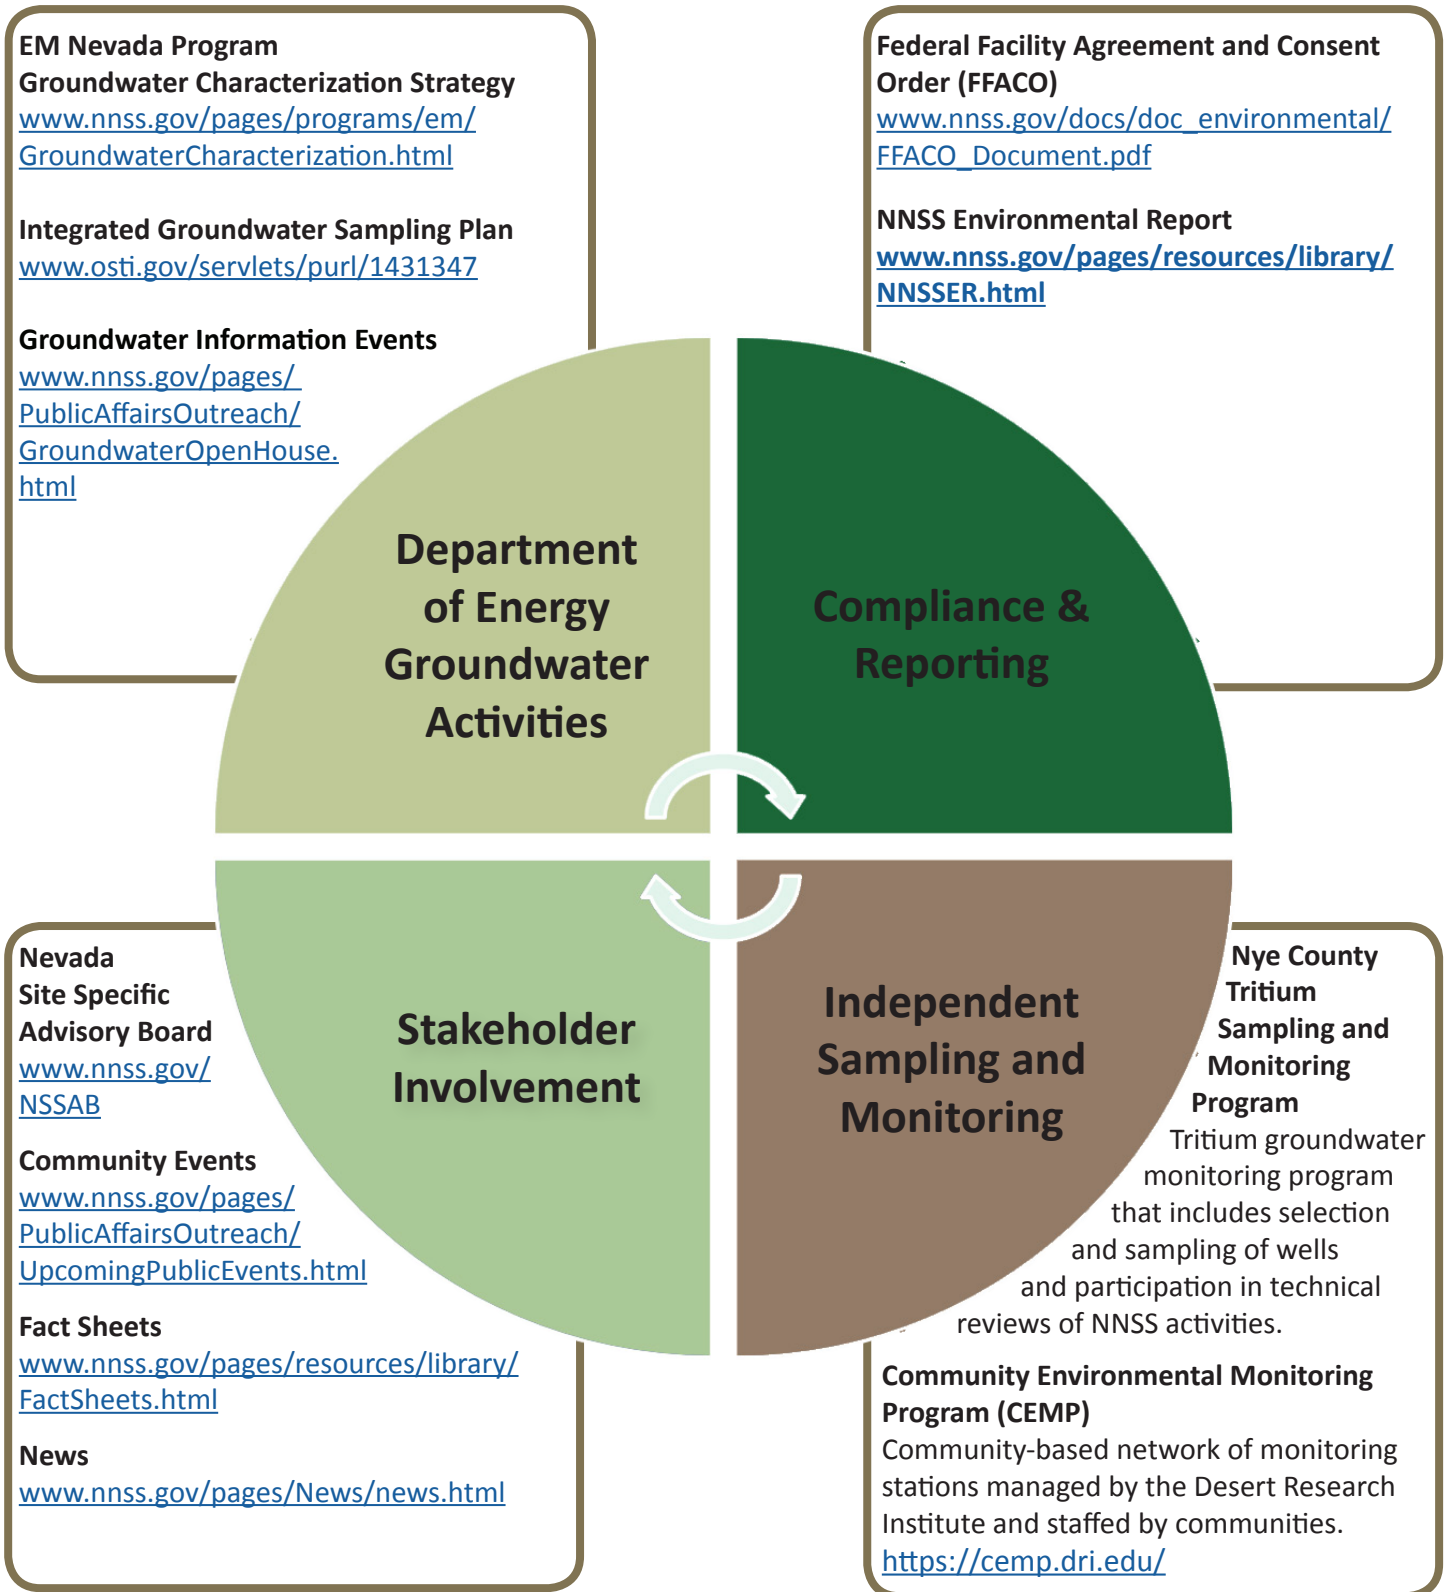 EM Nevada Program
Groundwater Characterization Strategy
www.nnss.gov/pages/programs/em/
GroundwaterCharacterization.html
Integrated Groundwater Sampling Plan
www.osti.gov/servlets/purl/1431347
Groundwater Information Events
www.nnss.gov/pages/
PublicAffairsOutreach/
GroundwaterOpenHouse.
html
Federal Facility Agreement and Consent
Order (FFACO)
www.nnss.gov/docs/doc_environmental/
FFACO_Document.pdf
NNSS Environmental Report
www.nnss.gov/pages/resources/library/
NNSSER.html
Department
of Energy
Groundwater
Activities
Compliance &
Reporting
Stakeholder
Involvement
Independent
Sampling and
Monitoring
Nevada
Site Specific
Advisory Board
www.nnss.gov/
NSSAB
Community Events
www.nnss.gov/pages/
PublicAffairsOutreach/
UpcomingPublicEvents.html
Fact Sheets
www.nnss.gov/pages/resources/library/
FactSheets.html
News
www.nnss.gov/pages/News/news.html
Nye County
Tritium
Sampling and
Monitoring
Program
Tritium groundwater
monitoring program
that includes selection
and sampling of wells
and participation in technical
reviews of NNSS activities.
Community Environmental Monitoring
Program (CEMP)
Community-based network of monitoring
stations managed by the Desert Research
Institute and staffed by communities.
https://cemp.dri.edu/